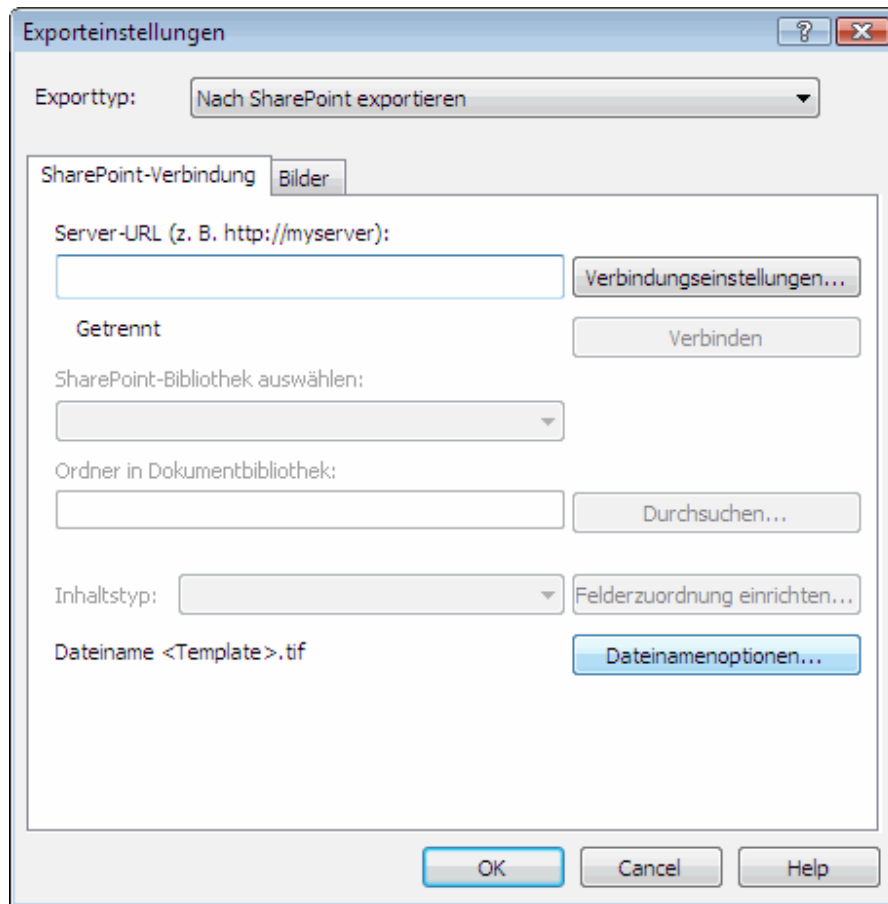 Exporteinstellungen
Exporttyp: Nach SharePoint exportieren
SharePoint-Verbindung Bilder
Server-URL (z. B. http://myserver):
Verbindungseinstellungen...
Getrennt Verbinden
SharePoint-Bibliothek auswählen:
Ordner in Dokumentbibliothek:
Durchsuchen...
Inhaltstyp: Felderzuordnung einrichten...
Dateiname <Template>.tif Dateinamenoptionen...
OK Cancel Help